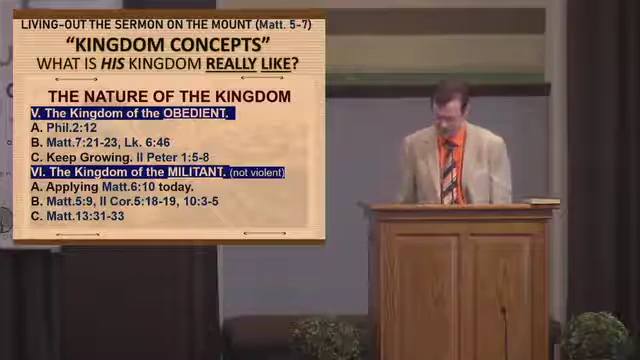 LIVING-OUT THE SERMON ON THE MOUNT (Matt. 5-7)
"KINGDOM CONCEPTS"
WHAT IS HIS KINGDOM REALLY LIKE?
THE NATURE OF THE KINGDOM
V. The Kingdom of the OBEDIENT.
A. Phil.2:12
B. Matt.7:21-23, Lk. 6:46
C. Keep Growing. II Peter 1:5-8
VI. The Kingdom of the MILITANT. (not violent)
A. Applying Matt.6:10 today.
B. Matt.5:9, II Cor.5:18-19, 10:3-5
C. Matt.13:31-33